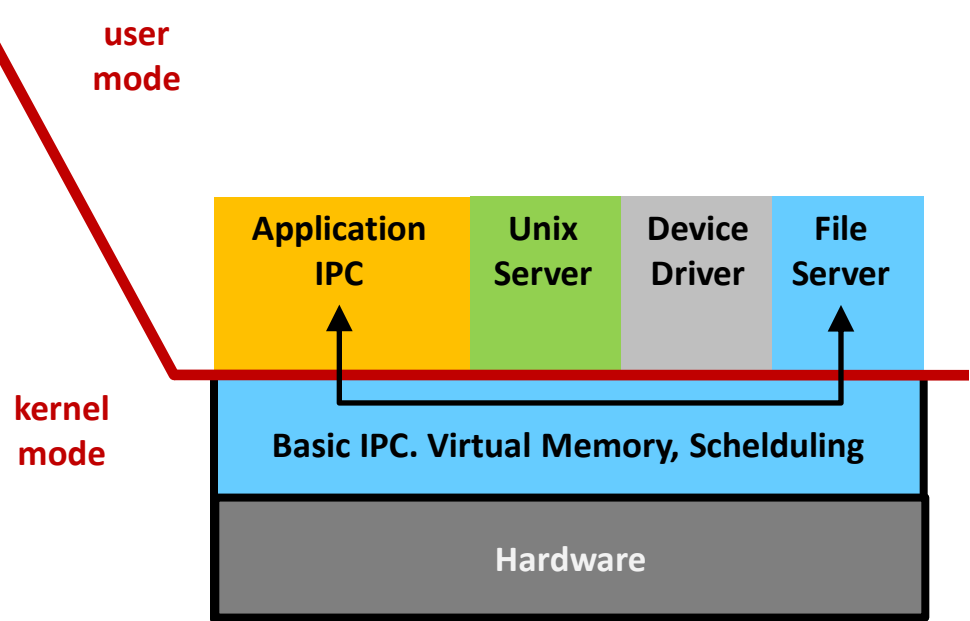 user
mode
Application
IPC
Unix
Server
Device
Driver
File
Server
kernel
mode
Basic IPC. Virtual Memory, Schelduling
Hardware